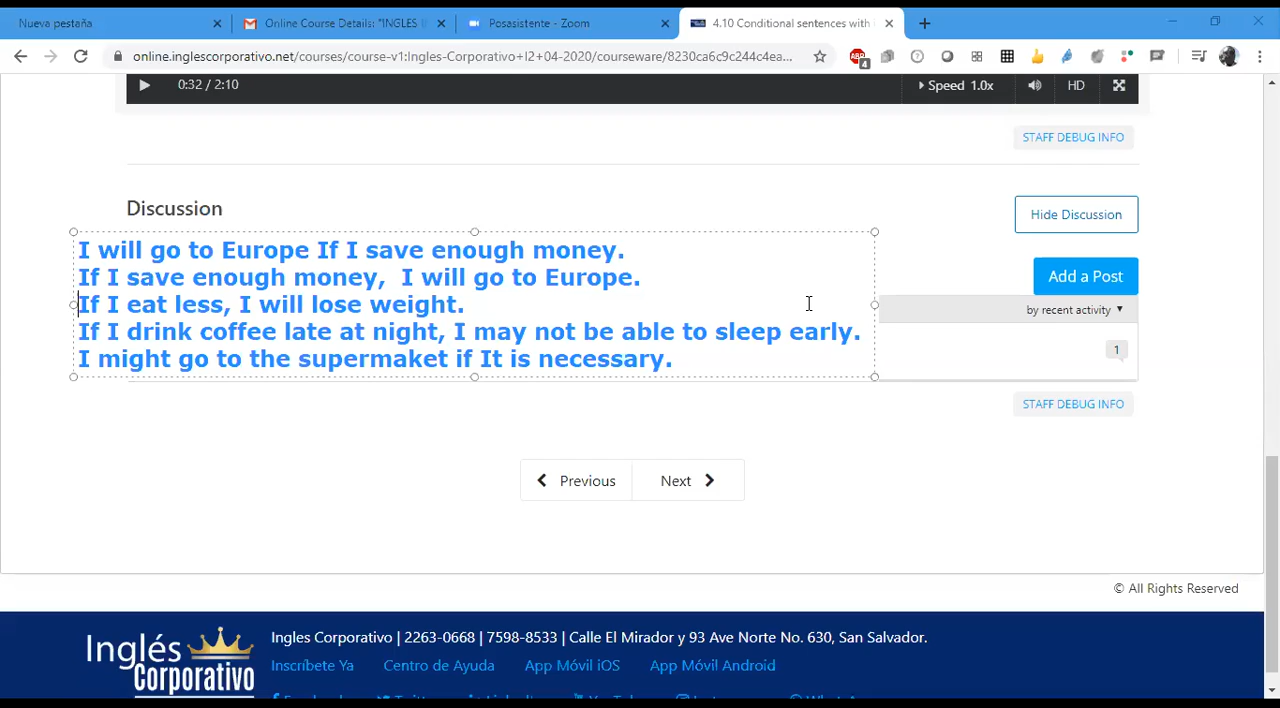 Nueva pestaña
Online Course Details: "INGLES I
Posasistente - Zoom
4.10 Conditional sentences with
online.inglescorporativo.net/courses/course-v1:Ingles-Corporativo+I2+04-2020/courseware/8230ca6c9c244c4ea...
4
0:32 / 2:10
Speed 1.0x
HD
STAFF DEBUG INFO
Discussion
Hide Discussion
I will go to Europe If I save enough money.
If I save enough money,  I will go to Europe.
Add a Post
If I eat less, I will lose weight.
by recent activity
If I drink coffee late at night, I may not be able to sleep early.
1
I might go to the supermaket if It is necessary.
STAFF DEBUG INFO
Previous
Next
© All Rights Reserved
Inglés Corporativo
Ingles Corporativo | 2263-0668 | 7598-8533 | Calle El Mirador y 93 Ave Norte No. 630, San Salvador.
Inscríbete Ya
Centro de Ayuda
App Móvil iOS
App Móvil Android